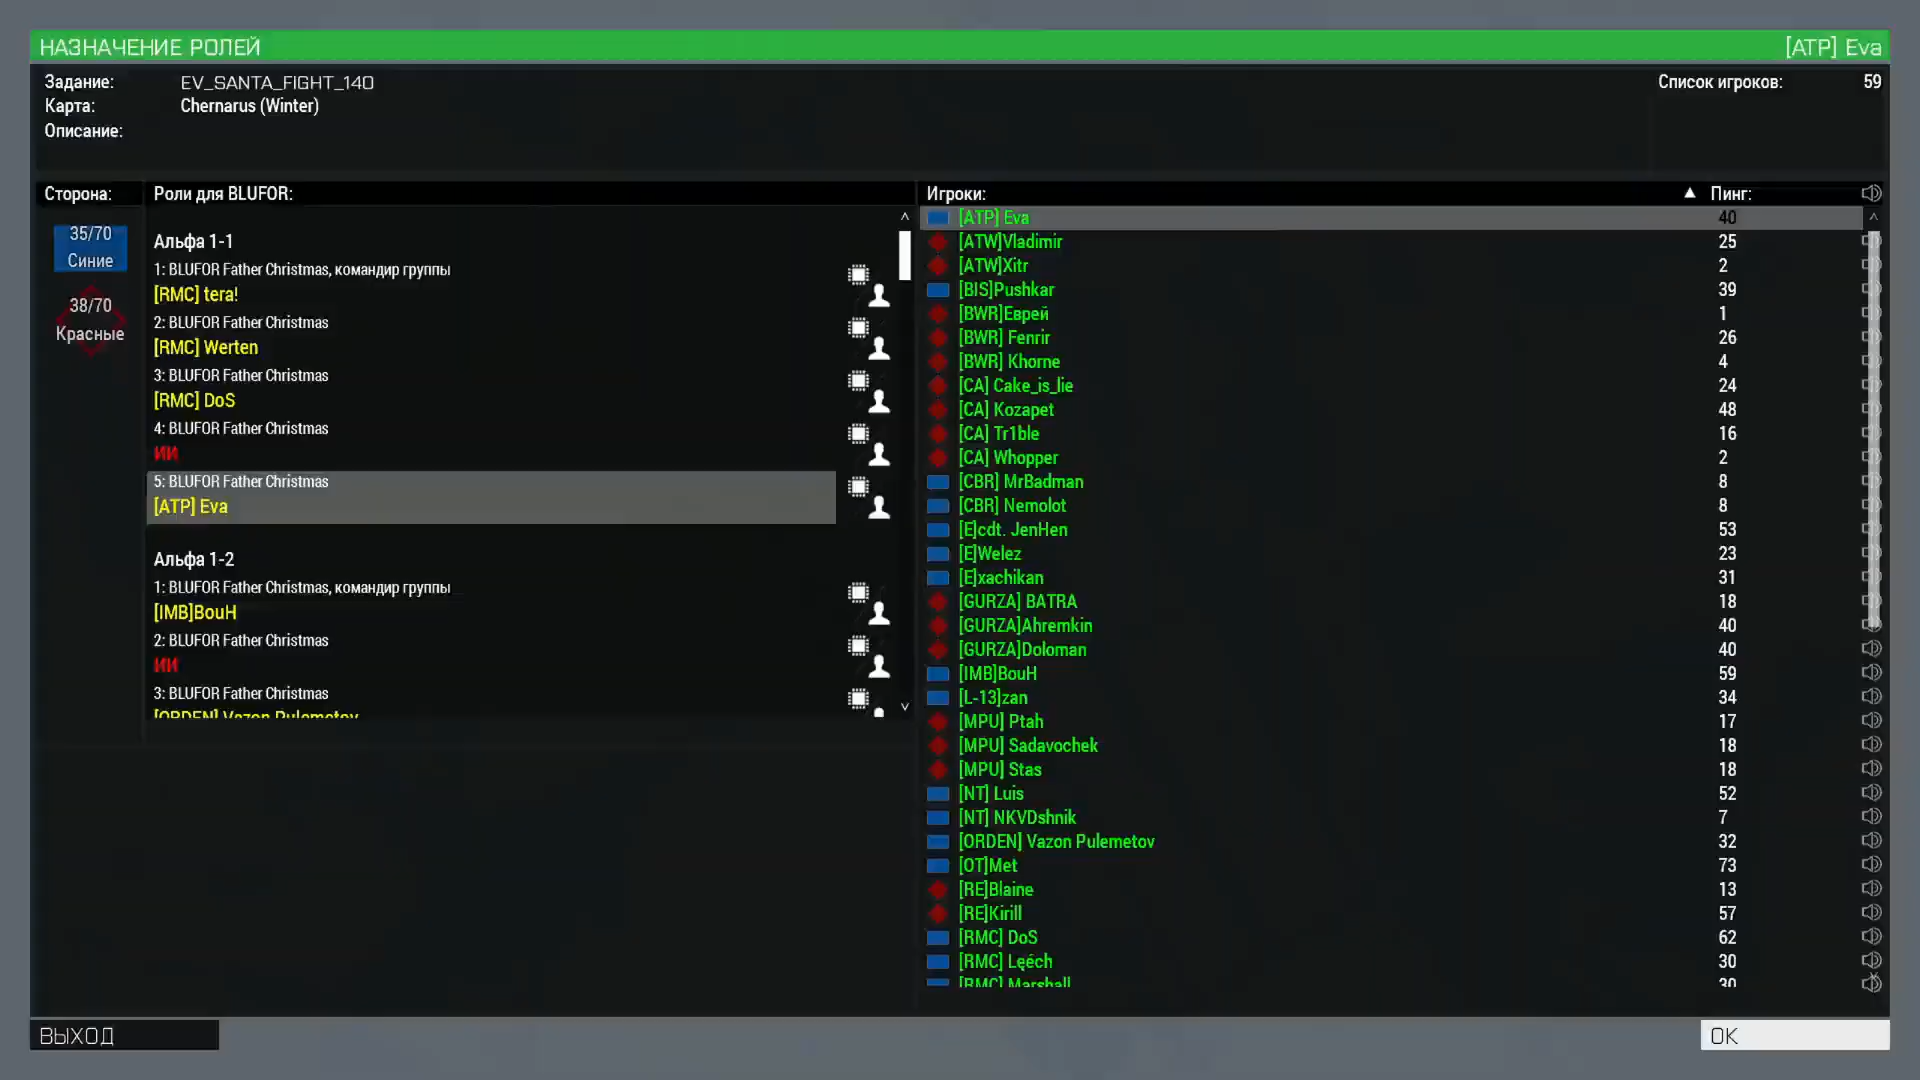 НАЗНАЧЕНИЕ РОЛЕЙ
[ATP] Eva
Задание: EV_SANTA_FIGHT_140
Список игроков: 59
Карта: Chernarus (Winter)
Описание:
Сторона:
35/70
Синие
38/70
Красные
Роли для BLUFOR:
Альфа 1-1
1: BLUFOR Father Christmas, командир группы
[RMC] tera!
2: BLUFOR Father Christmas
[RMC] Werten
3: BLUFOR Father Christmas
[RMC] DoS
4: BLUFOR Father Christmas
ИИ
5: BLUFOR Father Christmas
[ATP] Eva
Альфа 1-2
1: BLUFOR Father Christmas, командир группы
[IMB]BouH
2: BLUFOR Father Christmas
ИИ
3: BLUFOR Father Christmas
[ORDEN] Vazon Pulemetov
Игроки: Пинг:
[ATP] Eva 40
[ATW]Vladimir 25
[ATW]Xitr 2
[BIS]Pushkar 39
[BWR]Еврей 1
[BWR] Fenrir 26
[BWR] Khorne 4
[CA] Cake_is_lie 24
[CA] Kozapet 48
[CA] Tr1ble 16
[CA] Whopper 2
[CBR] MrBadman 8
[CBR] Nemolot 8
[E]cdt. JenHen 53
[E]Welez 23
[E]xachikan 31
[GURZA] BATRA 18
[GURZA]Ahremkin 40
[GURZA]Doloman 40
[IMB]BouH 59
[L-13]zan 34
[MPU] Ptah 17
[MPU] Sadavochek 18
[MPU] Stas 18
[NT] Luis 52
[NT] NKVDshnik 7
[ORDEN] Vazon Pulemetov 32
[OT]Met 73
[RE]Blaine 13
[RE]Kirill 57
[RMC] DoS 62
[RMC] Lęéch 30
[RMC] Marshall 30
ВЫХОД
OK